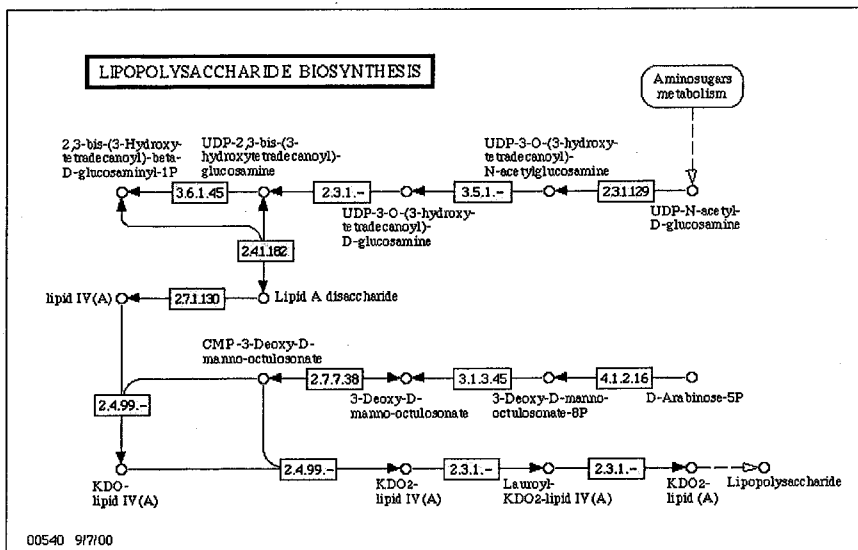 LIPOPOLYSACCHARIDE BIOSYNTHESIS
Aminosugars
metabolism
2,3-bis-(3-Hydroxy-
tetradecanoyl)-beta-
D-glucosaminyl-1P
UDP-2,3-bis-(3-
hydroxytetradecanoyl)-
glucosamine
UDP-3-O-(3-hydroxy-
tetradecanoyl)-
N-acetylglucosamine
3.6.1.45
2.3.1.-
3.5.1.-
2.3.1.129
UDP-3-O-(3-hydroxy-
tetradecanoyl)-
D-glucosamine
UDP-N-acetyl-
D-glucosamine
2.4.1.182
lipid IV(A)
2.7.1.130
Lipid A disaccharide
CMP-3-Deoxy-D-
manno-octulosonate
2.7.7.38
3.1.3.45
4.1.2.16
3-Deoxy-D-
manno-octulosonate
3-Deoxy-D-manno-
octulosonate-8P
D-Arabinose-5P
2.4.99.-
2.4.99.-
2.3.1.-
2.3.1.-
KDO-
lipid IV(A)
KDO2-
lipid IV(A)
Lauroyl-
KDO2-lipid IV(A)
KDO2-
lipid (A)
Lipopolysaccharide
00540 9/7/00